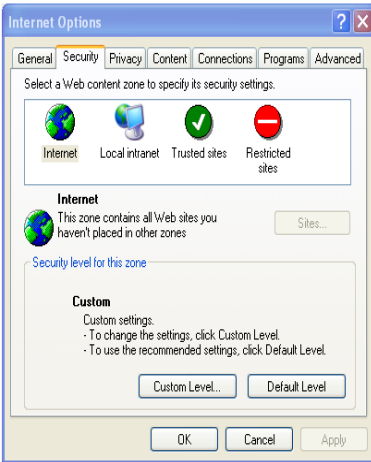 Internet Options
General Security Privacy Content Connections Programs Advanced
Select a Web content zone to specify its security settings.
Internet Local intranet Trusted sites Restricted
sites
Internet
This zone contains all Web sites you
haven't placed in other zones
Sites...
Security level for this zone
Custom
Custom settings.
- To change the settings, click Custom Level.
- To use the recommended settings, click Default Level.
Custom Level... Default Level
OK Cancel Apply